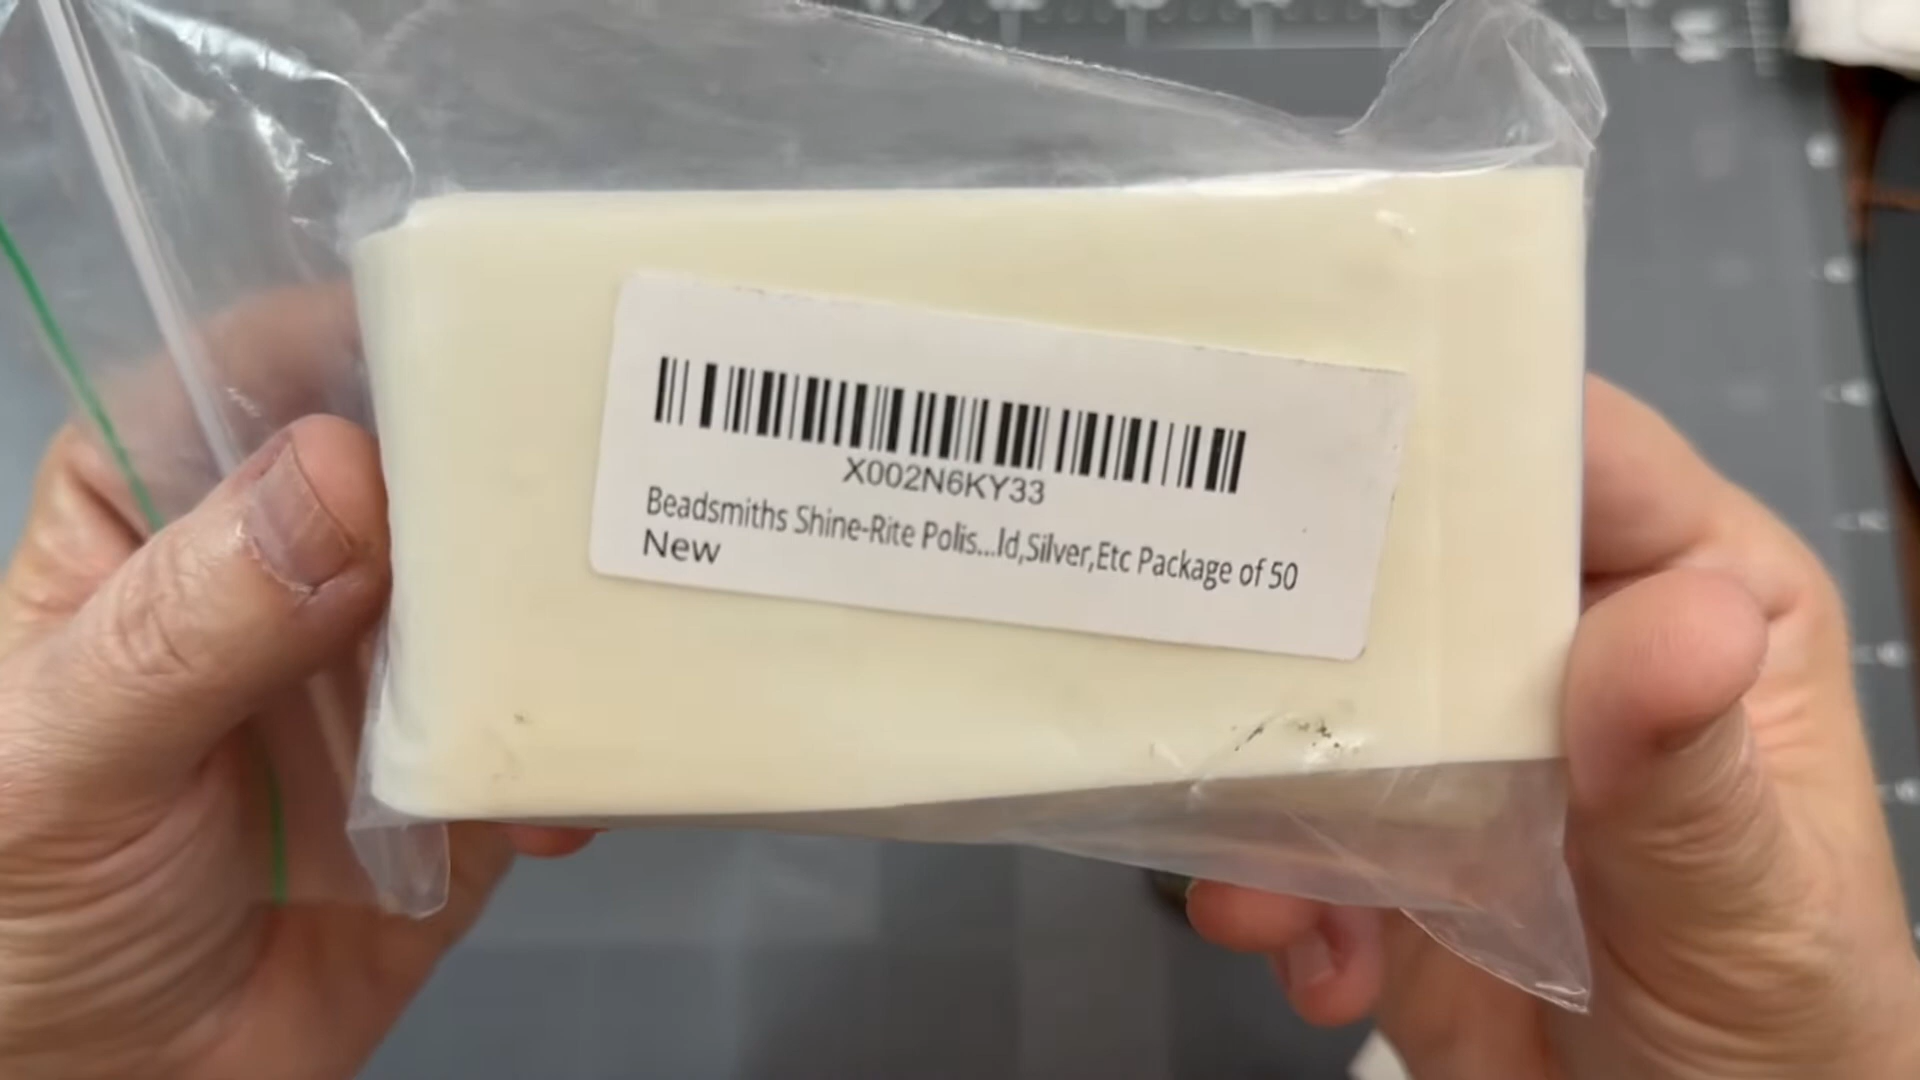 X002N6KY33
Beadsmiths Shine-Rite Polis...ld,Silver,Etc Package of 50
New